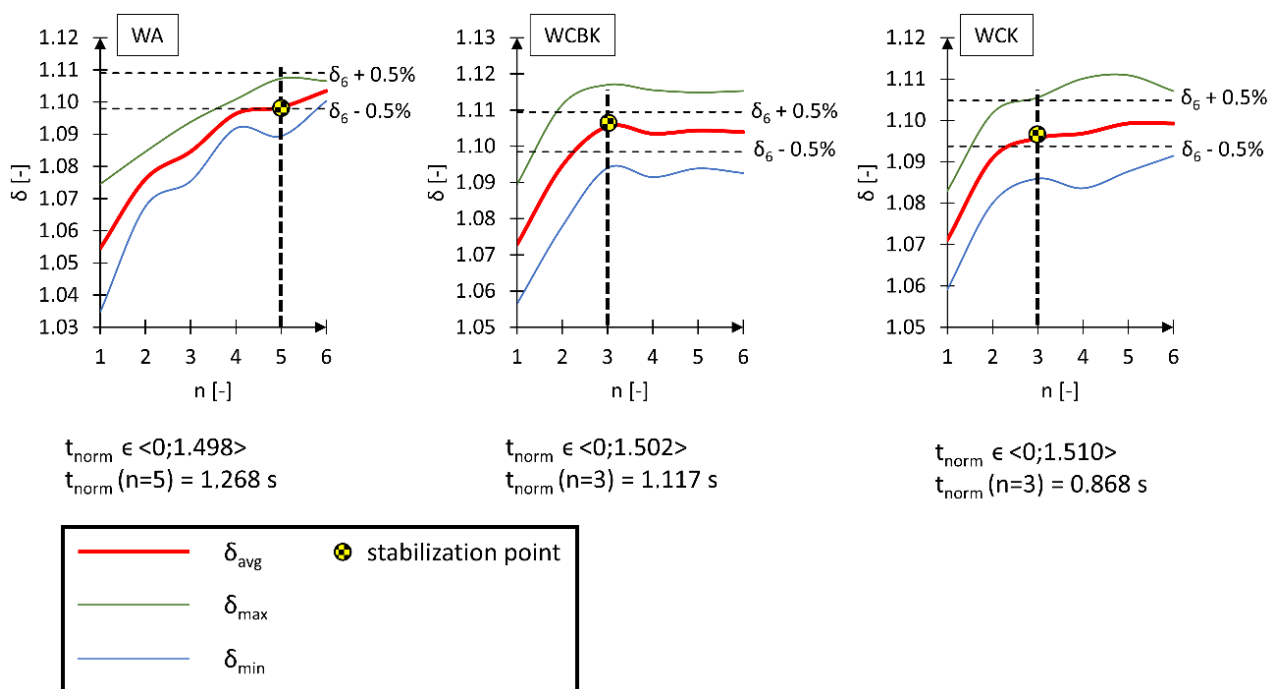 WA
1.12
1.11
1.10
1.09
1.08
1.07
1.06
1.05
1.04
1.03
δ [-]
δ6 + 0.5%
δ6 - 0.5%
1 2 3 4 5 6
n [-]
tnorm ϵ <0;1.498>
tnorm (n=5) = 1.268 s
WCBK
1.13
1.12
1.11
1.10
1.09
1.08
1.07
1.06
1.05
δ [-]
δ6 + 0.5%
δ6 - 0.5%
1 2 3 4 5 6
n [-]
tnorm ϵ <0;1.502>
tnorm (n=3) = 1.117 s
WCK
1.12
1.11
1.10
1.09
1.08
1.07
1.06
1.05
δ [-]
δ6 + 0.5%
δ6 - 0.5%
1 2 3 4 5 6
n [-]
tnorm ϵ <0;1.510>
tnorm (n=3) = 0.868 s
δavg
stabilization point
δmax
δmin